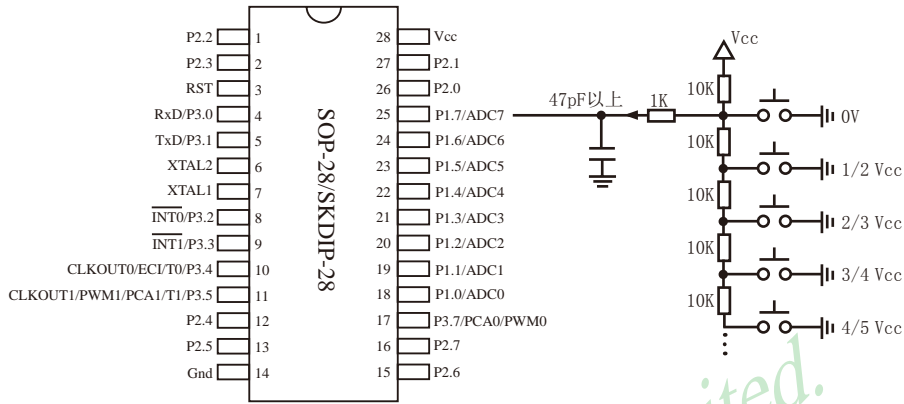 P2.2 1
P2.3 2
RST 3
RxD/P3.0 4
TxD/P3.1 5
XTAL2 6
XTAL1 7
INT0/P3.2 8
INT1/P3.3 9
CLKOUT0/ECI/T0/P3.4 10
CLKOUT1/PWM1/PCA1/T1/P3.5 11
P2.4 12
P2.5 13
Gnd 14
SOP-28/SKDIP-28
28 Vcc
27 P2.1
26 P2.0
25 P1.7/ADC7
24 P1.6/ADC6
23 P1.5/ADC5
22 P1.4/ADC4
21 P1.3/ADC3
20 P1.2/ADC2
19 P1.1/ADC1
18 P1.0/ADC0
17 P3.7/PCA0/PWM0
16 P2.7
15 P2.6
47pF以上
1K
Vcc
10K
0V
10K
1/2 Vcc
10K
2/3 Vcc
10K
3/4 Vcc
10K
4/5 Vcc